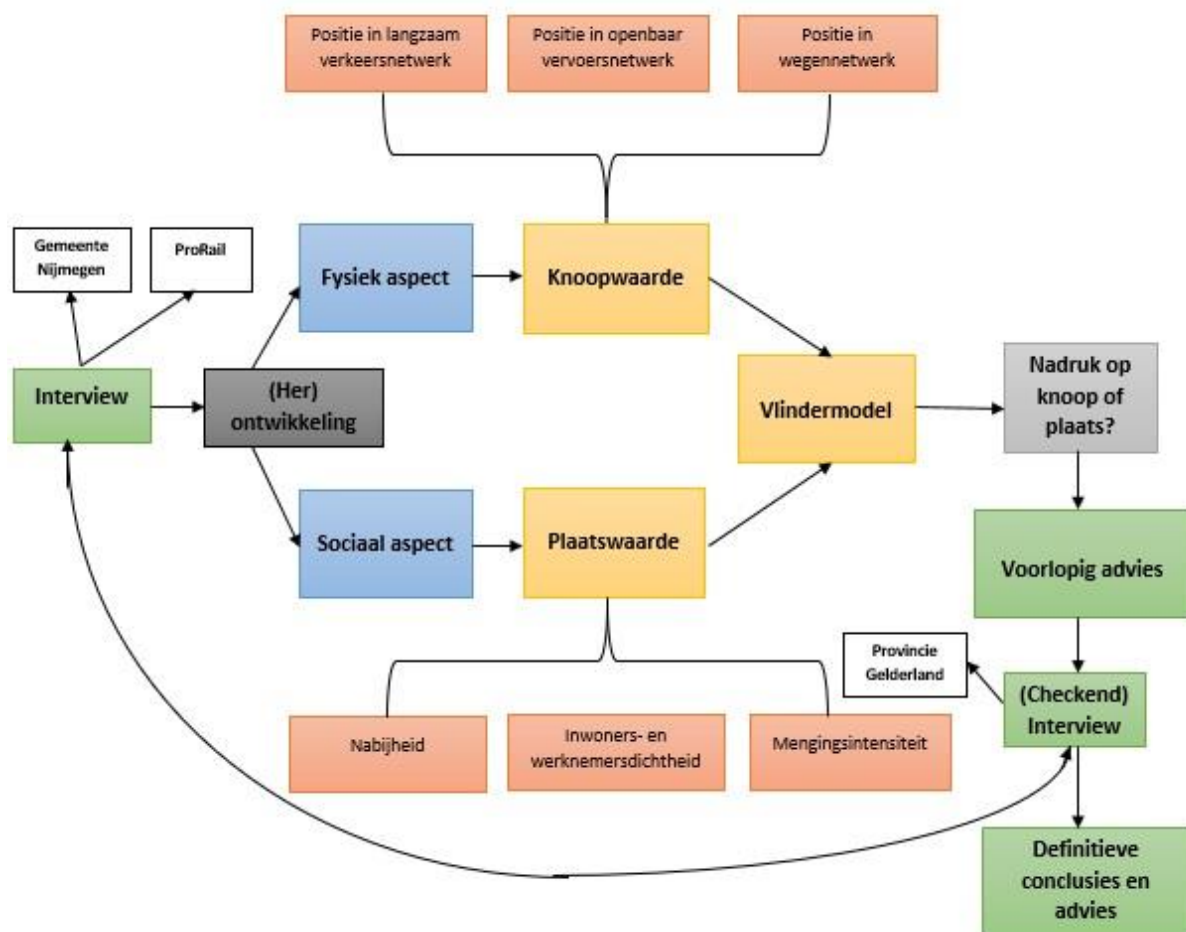 Positie in langzaam
verkeersnetwerk
Positie in openbaar
vervoersnetwerk
Positie in
wegennetwerk
Gemeente
Nijmegen
ProRail
Fysiek aspect
Knoopwaarde
Interview
(Her)
ontwikkeling
Vlindermodel
Nadruk op
knoop of
plaats?
Sociaal aspect
Plaatswaarde
Voorlopig advies
Provincie
Gelderland
(Checkend)
Interview
Nabijheid
Inwoners- en
werknemersdichtheid
Mengingsintensiteit
Definitieve
conclusies en
advies